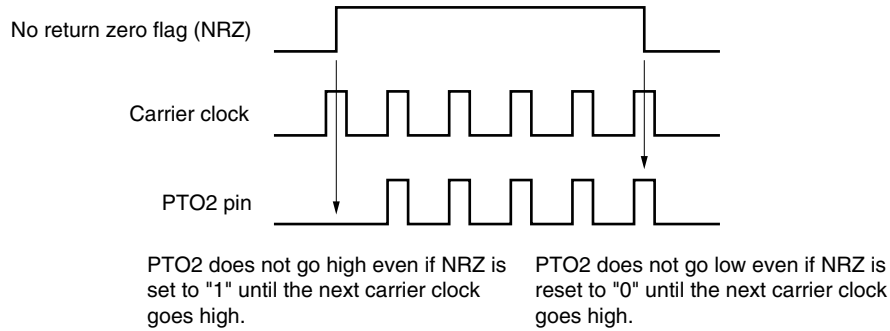 No return zero flag (NRZ)
Carrier clock
PTO2 pin
PTO2 does not go high even if NRZ is
set to "1" until the next carrier clock
goes high.
PTO2 does not go low even if NRZ is
reset to "0" until the next carrier clock
goes high.